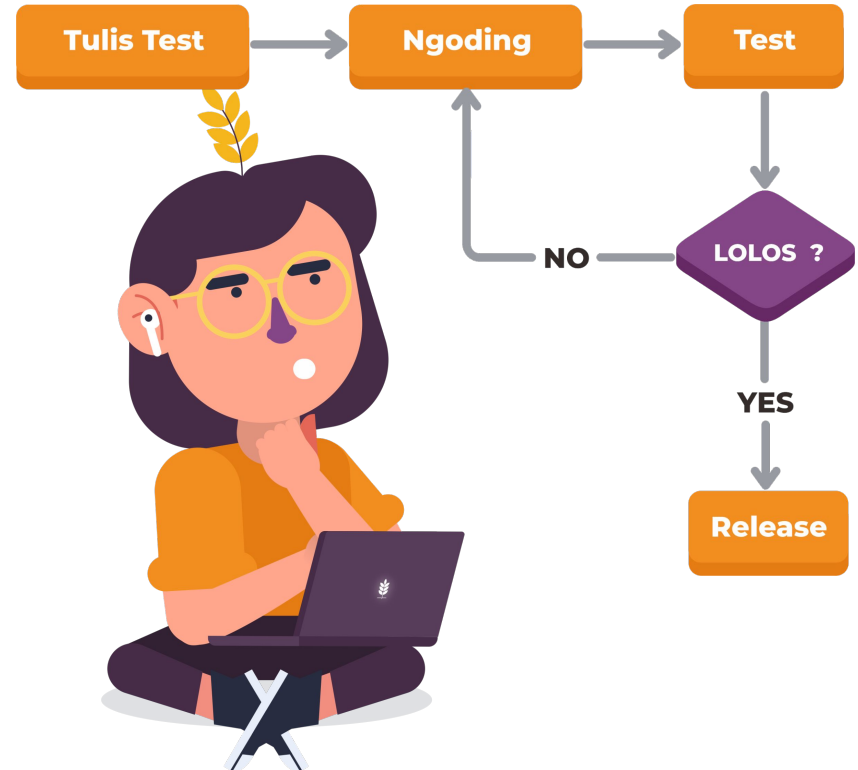 Tulis Test
Ngoding
Test
LOLOS ?
NO
YES
Release